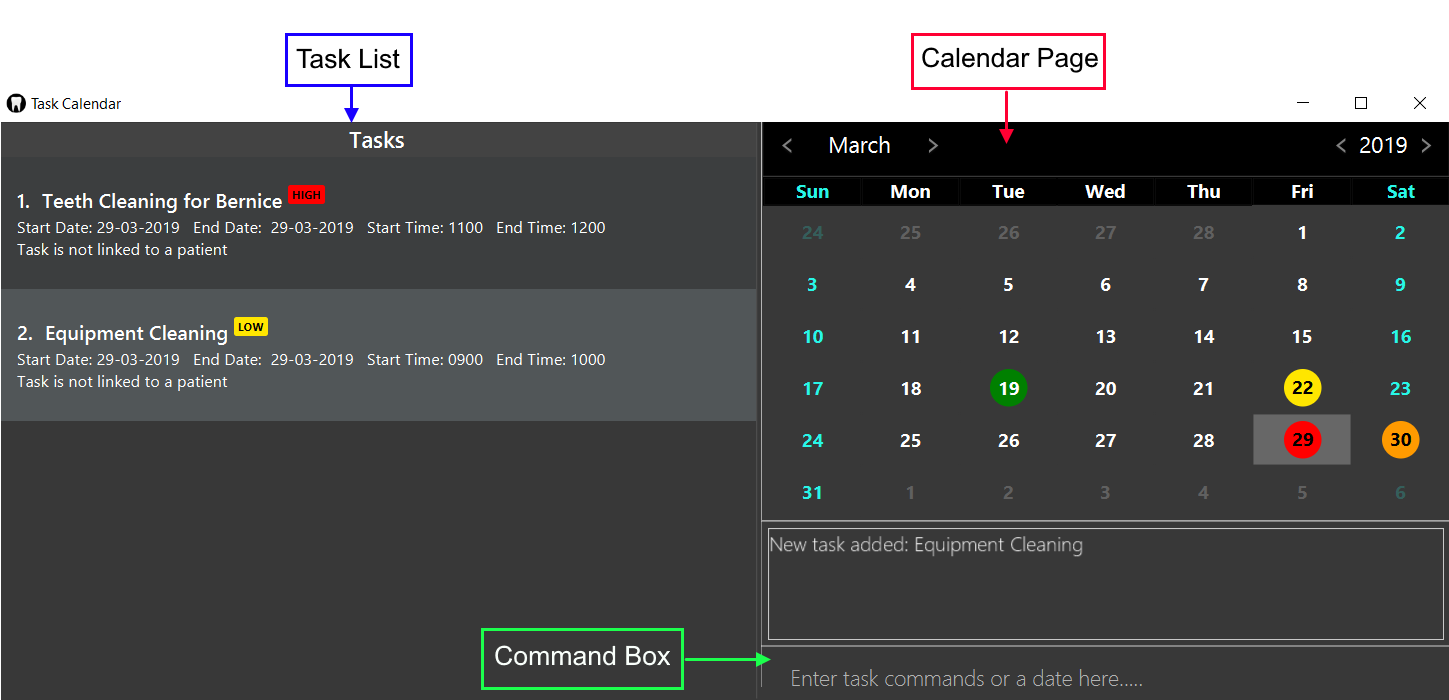 Task List
Calendar Page
Task Calendar
Tasks
1. Teeth Cleaning for Bernice HIGH
Start Date: 29-03-2019 End Date: 29-03-2019 Start Time: 1100 End Time: 1200
Task is not linked to a patient
2. Equipment Cleaning LOW
Start Date: 29-03-2019 End Date: 29-03-2019 Start Time: 0900 End Time: 1000
Task is not linked to a patient
< March > < 2019 >
Sun Mon Tue Wed Thu Fri Sat
24 25 26 27 28 1 2
3 4 5 6 7 8 9
10 11 12 13 14 15 16
17 18 19 20 21 22 23
24 25 26 27 28 29 30
31 1 2 3 4 5 6
New task added: Equipment Cleaning
Command Box
Enter task commands or a date here.....